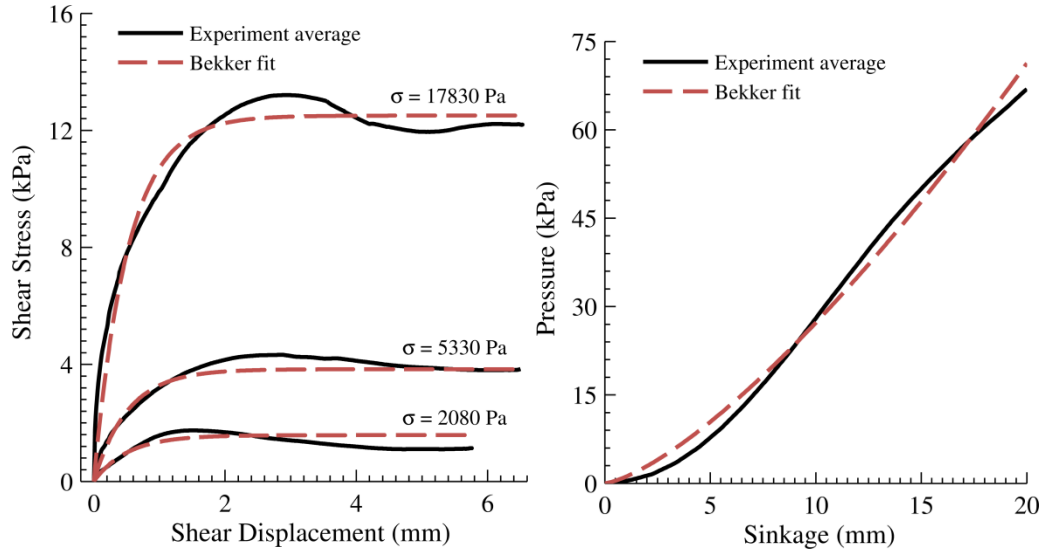 16
12
8
4
0
Shear Stress (kPa)
Experiment average
Bekker fit
σ = 17830 Pa
σ = 5330 Pa
σ = 2080 Pa
0
2
4
6
Shear Displacement (mm)
75
60
45
30
15
0
Pressure (kPa)
Experiment average
Bekker fit
0
5
10
15
20
Sinkage (mm)